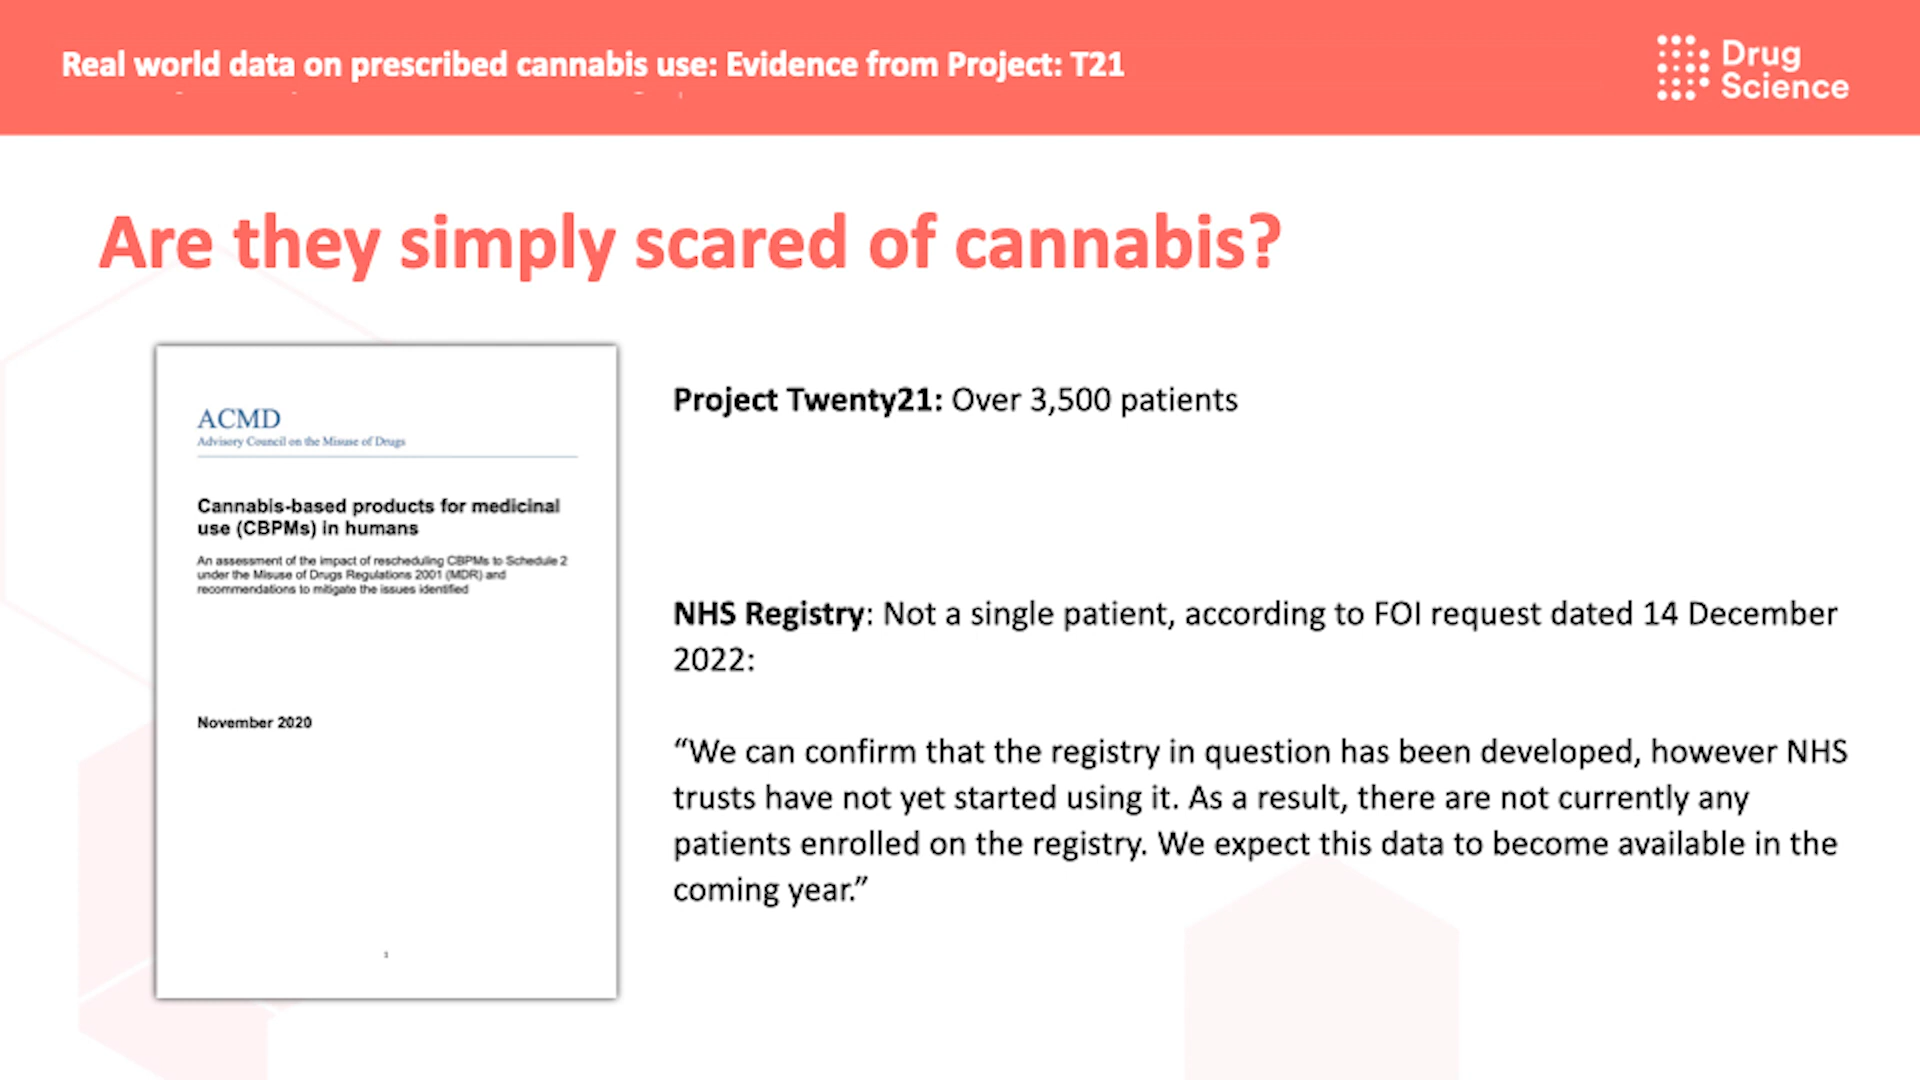 Real world data on prescribed cannabis use: Evidence from Project: T21
Drug
Science
Are they simply scared of cannabis?
ACMD
Advisory Council on the Misuse of Drugs
Cannabis-based products for medicinal
use (CBPMs) in humans
An assessment of the impact of rescheduling CBPMs to Schedule 2
under the Misuse of Drugs Regulations 2001 (MDR) and
recommendations to mitigate the issues identified
November 2020
1
Project Twenty21: Over 3,500 patients
NHS Registry: Not a single patient, according to FOI request dated 14 December
2022:
“We can confirm that the registry in question has been developed, however NHS
trusts have not yet started using it. As a result, there are not currently any
patients enrolled on the registry. We expect this data to become available in the
coming year.”